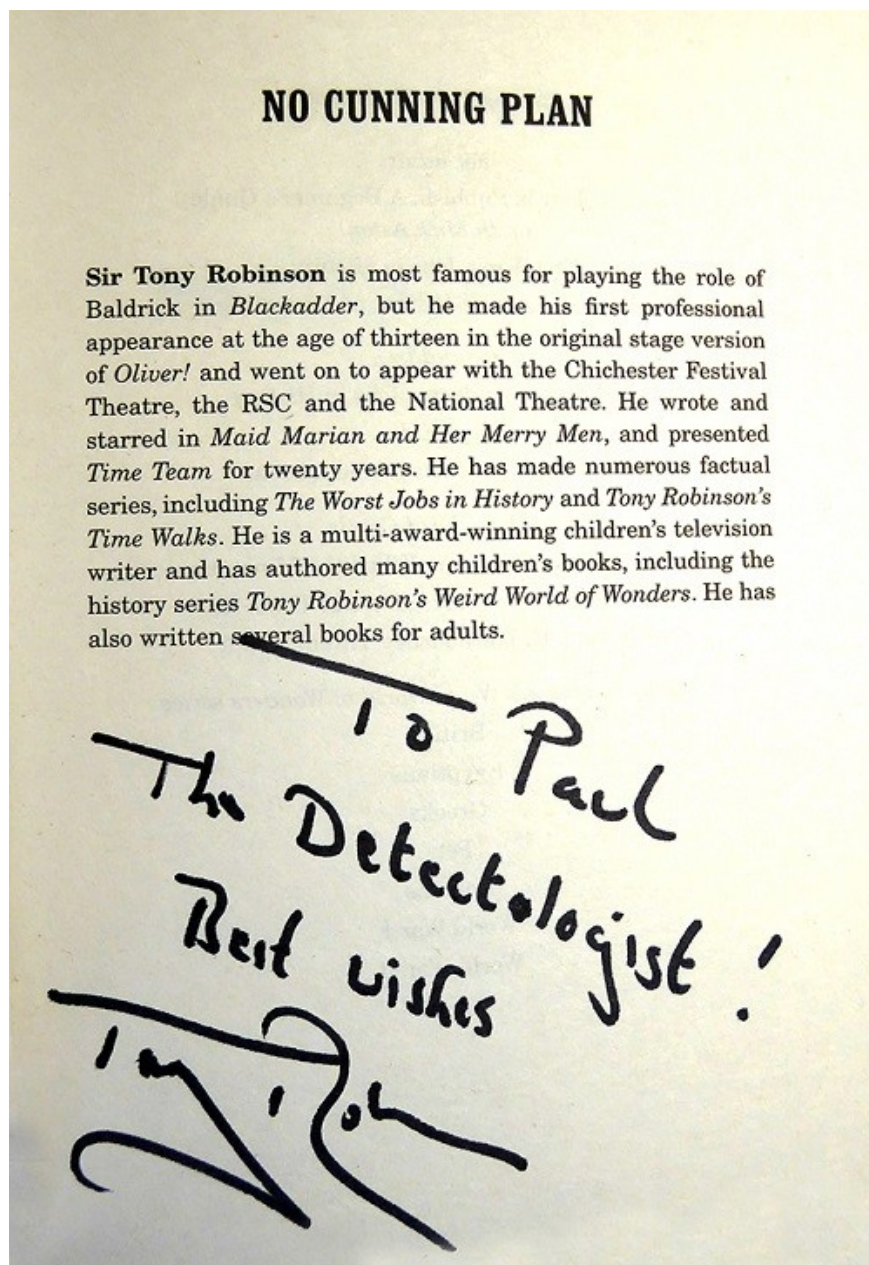 NO CUNNING PLAN
Sir Tony Robinson is most famous for playing the role of
Baldrick in Blackadder, but he made his first professional
appearance at the age of thirteen in the original stage version
of Oliver! and went on to appear with the Chichester Festival
Theatre, the RSC and the National Theatre. He wrote and
starred in Maid Marian and Her Merry Men, and presented
Time Team for twenty years. He has made numerous factual
series, including The Worst Jobs in History and Tony Robinson's
Time Walks. He is a multi-award-winning children's television
writer and has authored many children's books, including the
history series Tony Robinson's Weird World of Wonders. He has
also written several books for adults.
To Paul
The Detectologist!
Best wishes
Tony Rob